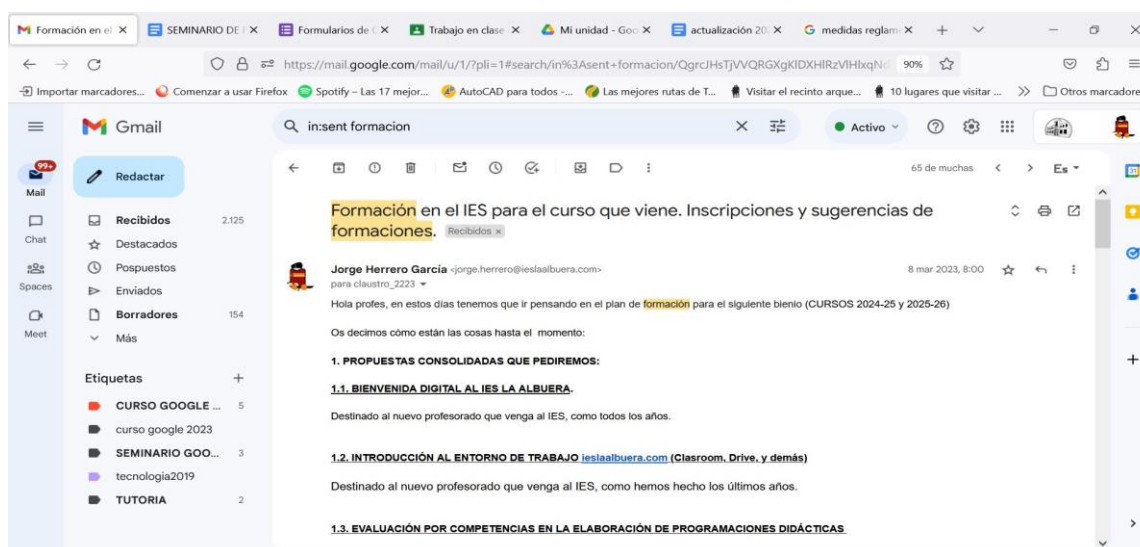 Formación en el
SEMINARIO DE
Formularios de
Trabajo en clase
Mi unidad - Goo
actualización 20
medidas reglam
https://mail.google.com/mail/u/1/?pli=1#search/in%3Asent+formacion/
90%
Importar marcadores...
Comenzar a usar Firefox
Spotify – Las 17 mejor...
AutoCAD para todos -...
Las mejores rutas de T...
Visitar el recinto arque...
10 lugares que visitar ...
Otros marcadore
Gmail
in:sent formacion
Activo
99+
Mail
Chat
Spaces
Meet
Redactar
Recibidos 2.125
Destacados
Pospuestos
Enviados
Borradores 154
Más
Etiquetas
CURSO GOOGLE ... 5
curso google 2023
SEMINARIO GOO... 3
tecnologia2019
TUTORIA 2
65 de muchas
Es
Formación en el IES para el curso que viene. Inscripciones y sugerencias de
formaciones. Recibidos x
Jorge Herrero García <jorge.herrero@ieslaalbuera.com> 8 mar 2023, 8:00
para claustro_2223
Hola profes, en estos días tenemos que ir pensando en el plan de formación para el siguiente bienio (CURSOS 2024-25 y 2025-26)
Os decimos cómo están las cosas hasta el momento:
1. PROPUESTAS CONSOLIDADAS QUE PEDIREMOS:
1.1. BIENVENIDA DIGITAL AL IES LA ALBUERA.
Destinado al nuevo profesorado que venga al IES, como todos los años.
1.2. INTRODUCCIÓN AL ENTORNO DE TRABAJO ieslaalbuera.com (Clasroom, Drive, y demás)
Destinado al nuevo profesorado que venga al IES, como hemos hecho los últimos años.
1.3. EVALUACIÓN POR COMPETENCIAS EN LA ELABORACIÓN DE PROGRAMACIONES DIDÁCTICAS